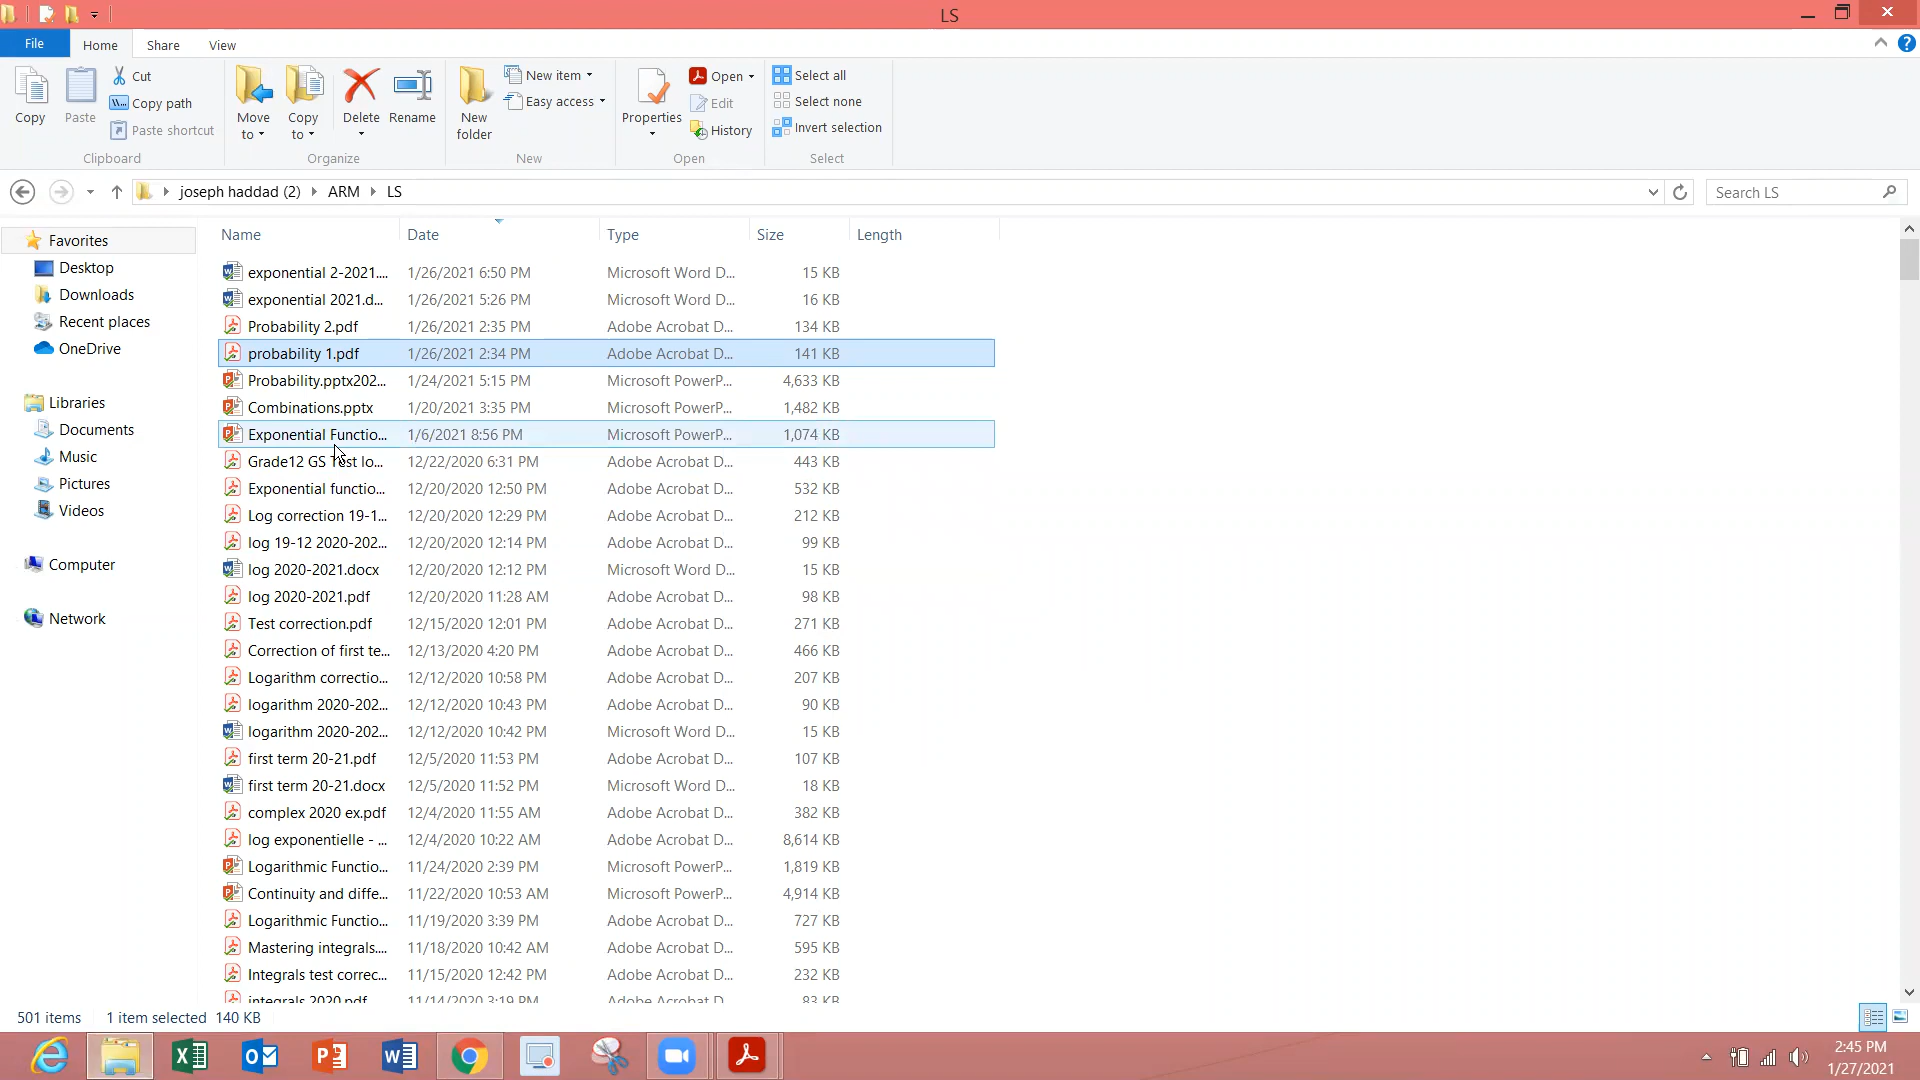 LS
File Home Share View
Copy Paste Cut Copy path Paste shortcut
Move to Copy to Delete Rename
New folder New item Easy access
Properties Open Edit History
Select all Select none Invert selection
Clipboard Organize New Open Select
joseph haddad (2) ARM LS Search LS
Name Date Type Size Length
Favorites
Desktop
Downloads
Recent places
OneDrive
Libraries
Documents
Music
Pictures
Videos
Computer
Network
exponential 2-2021.... 1/26/2021 6:50 PM Microsoft Word D... 15 KB
exponential 2021.d... 1/26/2021 5:26 PM Microsoft Word D... 16 KB
Probability 2.pdf 1/26/2021 2:35 PM Adobe Acrobat D... 134 KB
probability 1.pdf 1/26/2021 2:34 PM Adobe Acrobat D... 141 KB
Probability.pptx202... 1/24/2021 5:15 PM Microsoft PowerP... 4,633 KB
Combinations.pptx 1/20/2021 3:35 PM Microsoft PowerP... 1,482 KB
Exponential Functio... 1/6/2021 8:56 PM Microsoft PowerP... 1,074 KB
Grade12 GS Test lo... 12/22/2020 6:31 PM Adobe Acrobat D... 443 KB
Exponential functio... 12/20/2020 12:50 PM Adobe Acrobat D... 532 KB
Log correction 19-1... 12/20/2020 12:29 PM Adobe Acrobat D... 212 KB
log 19-12 2020-202... 12/20/2020 12:14 PM Adobe Acrobat D... 99 KB
log 2020-2021.docx 12/20/2020 12:12 PM Microsoft Word D... 15 KB
log 2020-2021.pdf 12/20/2020 11:28 AM Adobe Acrobat D... 98 KB
Test correction.pdf 12/15/2020 12:01 PM Adobe Acrobat D... 271 KB
Correction of first te... 12/13/2020 4:20 PM Adobe Acrobat D... 466 KB
Logarithm correctio... 12/12/2020 10:58 PM Adobe Acrobat D... 207 KB
logarithm 2020-202... 12/12/2020 10:43 PM Adobe Acrobat D... 90 KB
logarithm 2020-202... 12/12/2020 10:42 PM Microsoft Word D... 15 KB
first term 20-21.pdf 12/5/2020 11:53 PM Adobe Acrobat D... 107 KB
first term 20-21.docx 12/5/2020 11:52 PM Microsoft Word D... 18 KB
complex 2020 ex.pdf 12/4/2020 11:55 AM Adobe Acrobat D... 382 KB
log exponentielle - ... 12/4/2020 10:22 AM Adobe Acrobat D... 8,614 KB
Logarithmic Functio... 11/24/2020 2:39 PM Microsoft PowerP... 1,819 KB
Continuity and diffe... 11/22/2020 10:53 AM Microsoft PowerP... 4,914 KB
Logarithmic Functio... 11/19/2020 3:39 PM Adobe Acrobat D... 727 KB
Mastering integrals.... 11/18/2020 10:42 AM Adobe Acrobat D... 595 KB
Integrals test correc... 11/15/2020 12:42 PM Adobe Acrobat D... 232 KB
integrals 2020.pdf 11/14/2020 3:19 PM Adobe Acrobat D... 83 KB
501 items 1 item selected 140 KB
2:45 PM
1/27/2021